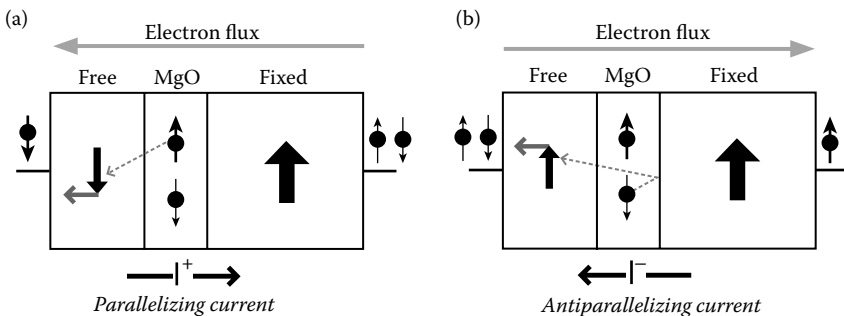 (a)
Electron flux
Free MgO Fixed
I+
Parallelizing current
(b)
Electron flux
Free MgO Fixed
I−
Antiparallelizing current